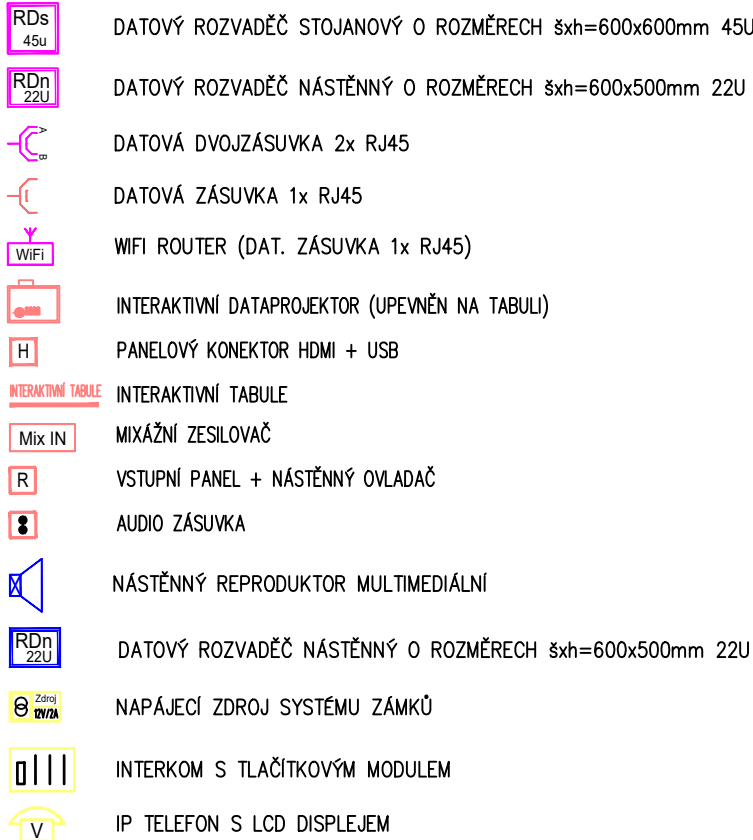 RDs DATOVÝ ROZVADĚČ STOJANOVÝ O ROZMĚRECH šxh=600x600mm 45U
45u
RDn DATOVÝ ROZVADĚČ NÁSTĚNNÝ O ROZMĚRECH šxh=600x500mm 22U
22U
A
B
DATOVÁ DVOJZÁSUVKA 2x RJ45
DATOVÁ ZÁSUVKA 1x RJ45
WiFi WIFI ROUTER (DAT. ZÁSUVKA 1x RJ45)
INTERAKTIVNÍ DATAPROJEKTOR (UPEVNĚN NA TABULI)
H PANELOVÝ KONEKTOR HDMI + USB
INTERAKTIVNÍ TABULE INTERAKTIVNÍ TABULE
Mix IN MIXÁŽNÍ ZESILOVAČ
R VSTUPNÍ PANEL + NÁSTĚNNÝ OVLADAČ
AUDIO ZÁSUVKA
NÁSTĚNNÝ REPRODUKTOR MULTIMEDIÁLNÍ
RDn DATOVÝ ROZVADĚČ NÁSTĚNNÝ O ROZMĚRECH šxh=600x500mm 22U
22U
Zdroj
12V/2A NAPÁJECÍ ZDROJ SYSTÉMU ZÁMKŮ
INTERKOM S TLAČÍTKOVÝM MODULEM
V IP TELEFON S LCD DISPLEJEM